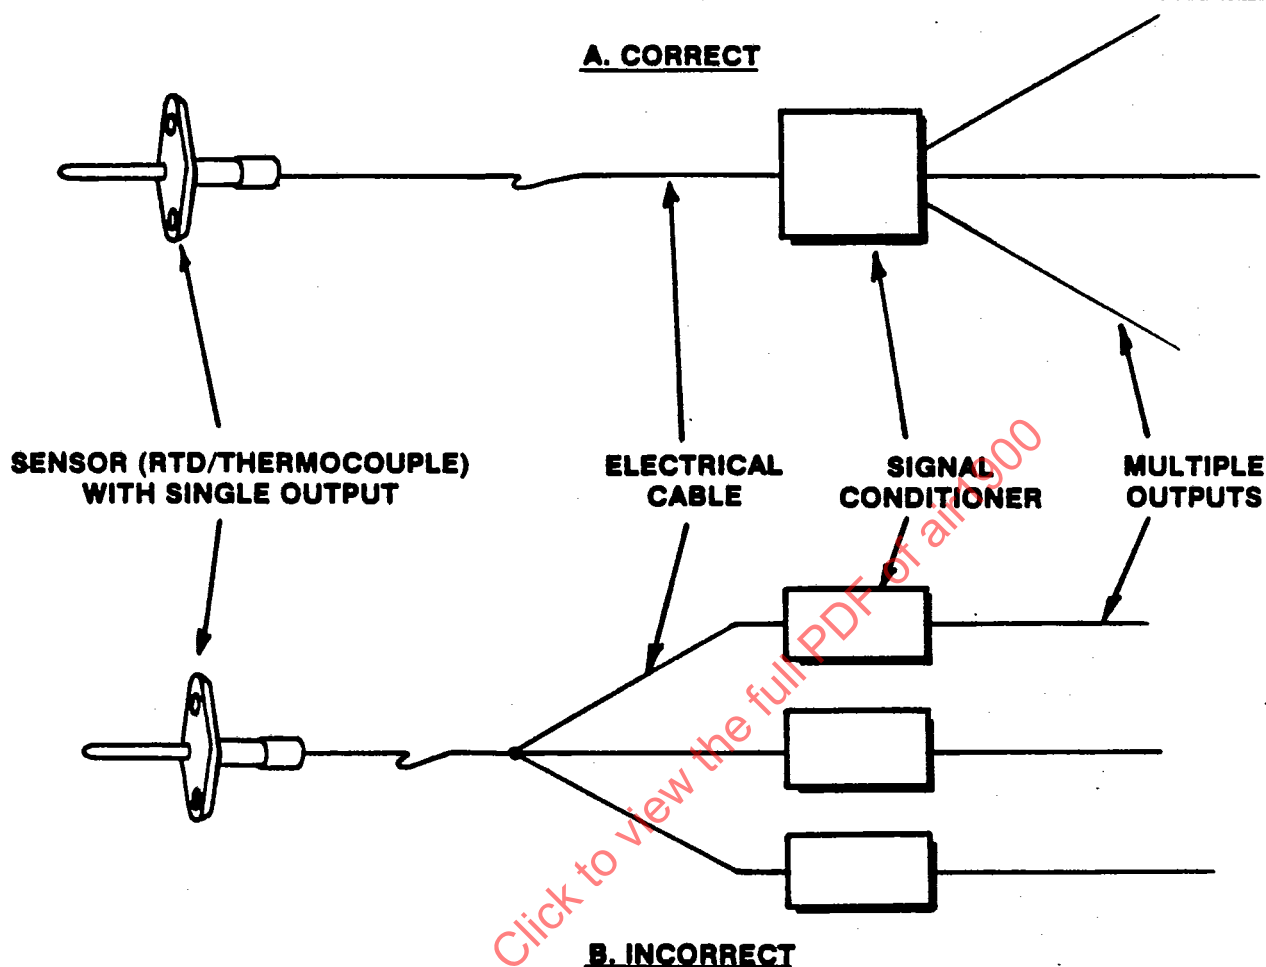 A. CORRECT
SENSOR (RTD/THERMOCOUPLE)
WITH SINGLE OUTPUT
ELECTRICAL
CABLE
SIGNAL
CONDITIONER
MULTIPLE
OUTPUTS
Click to view the full PDF of air1900
B. INCORRECT